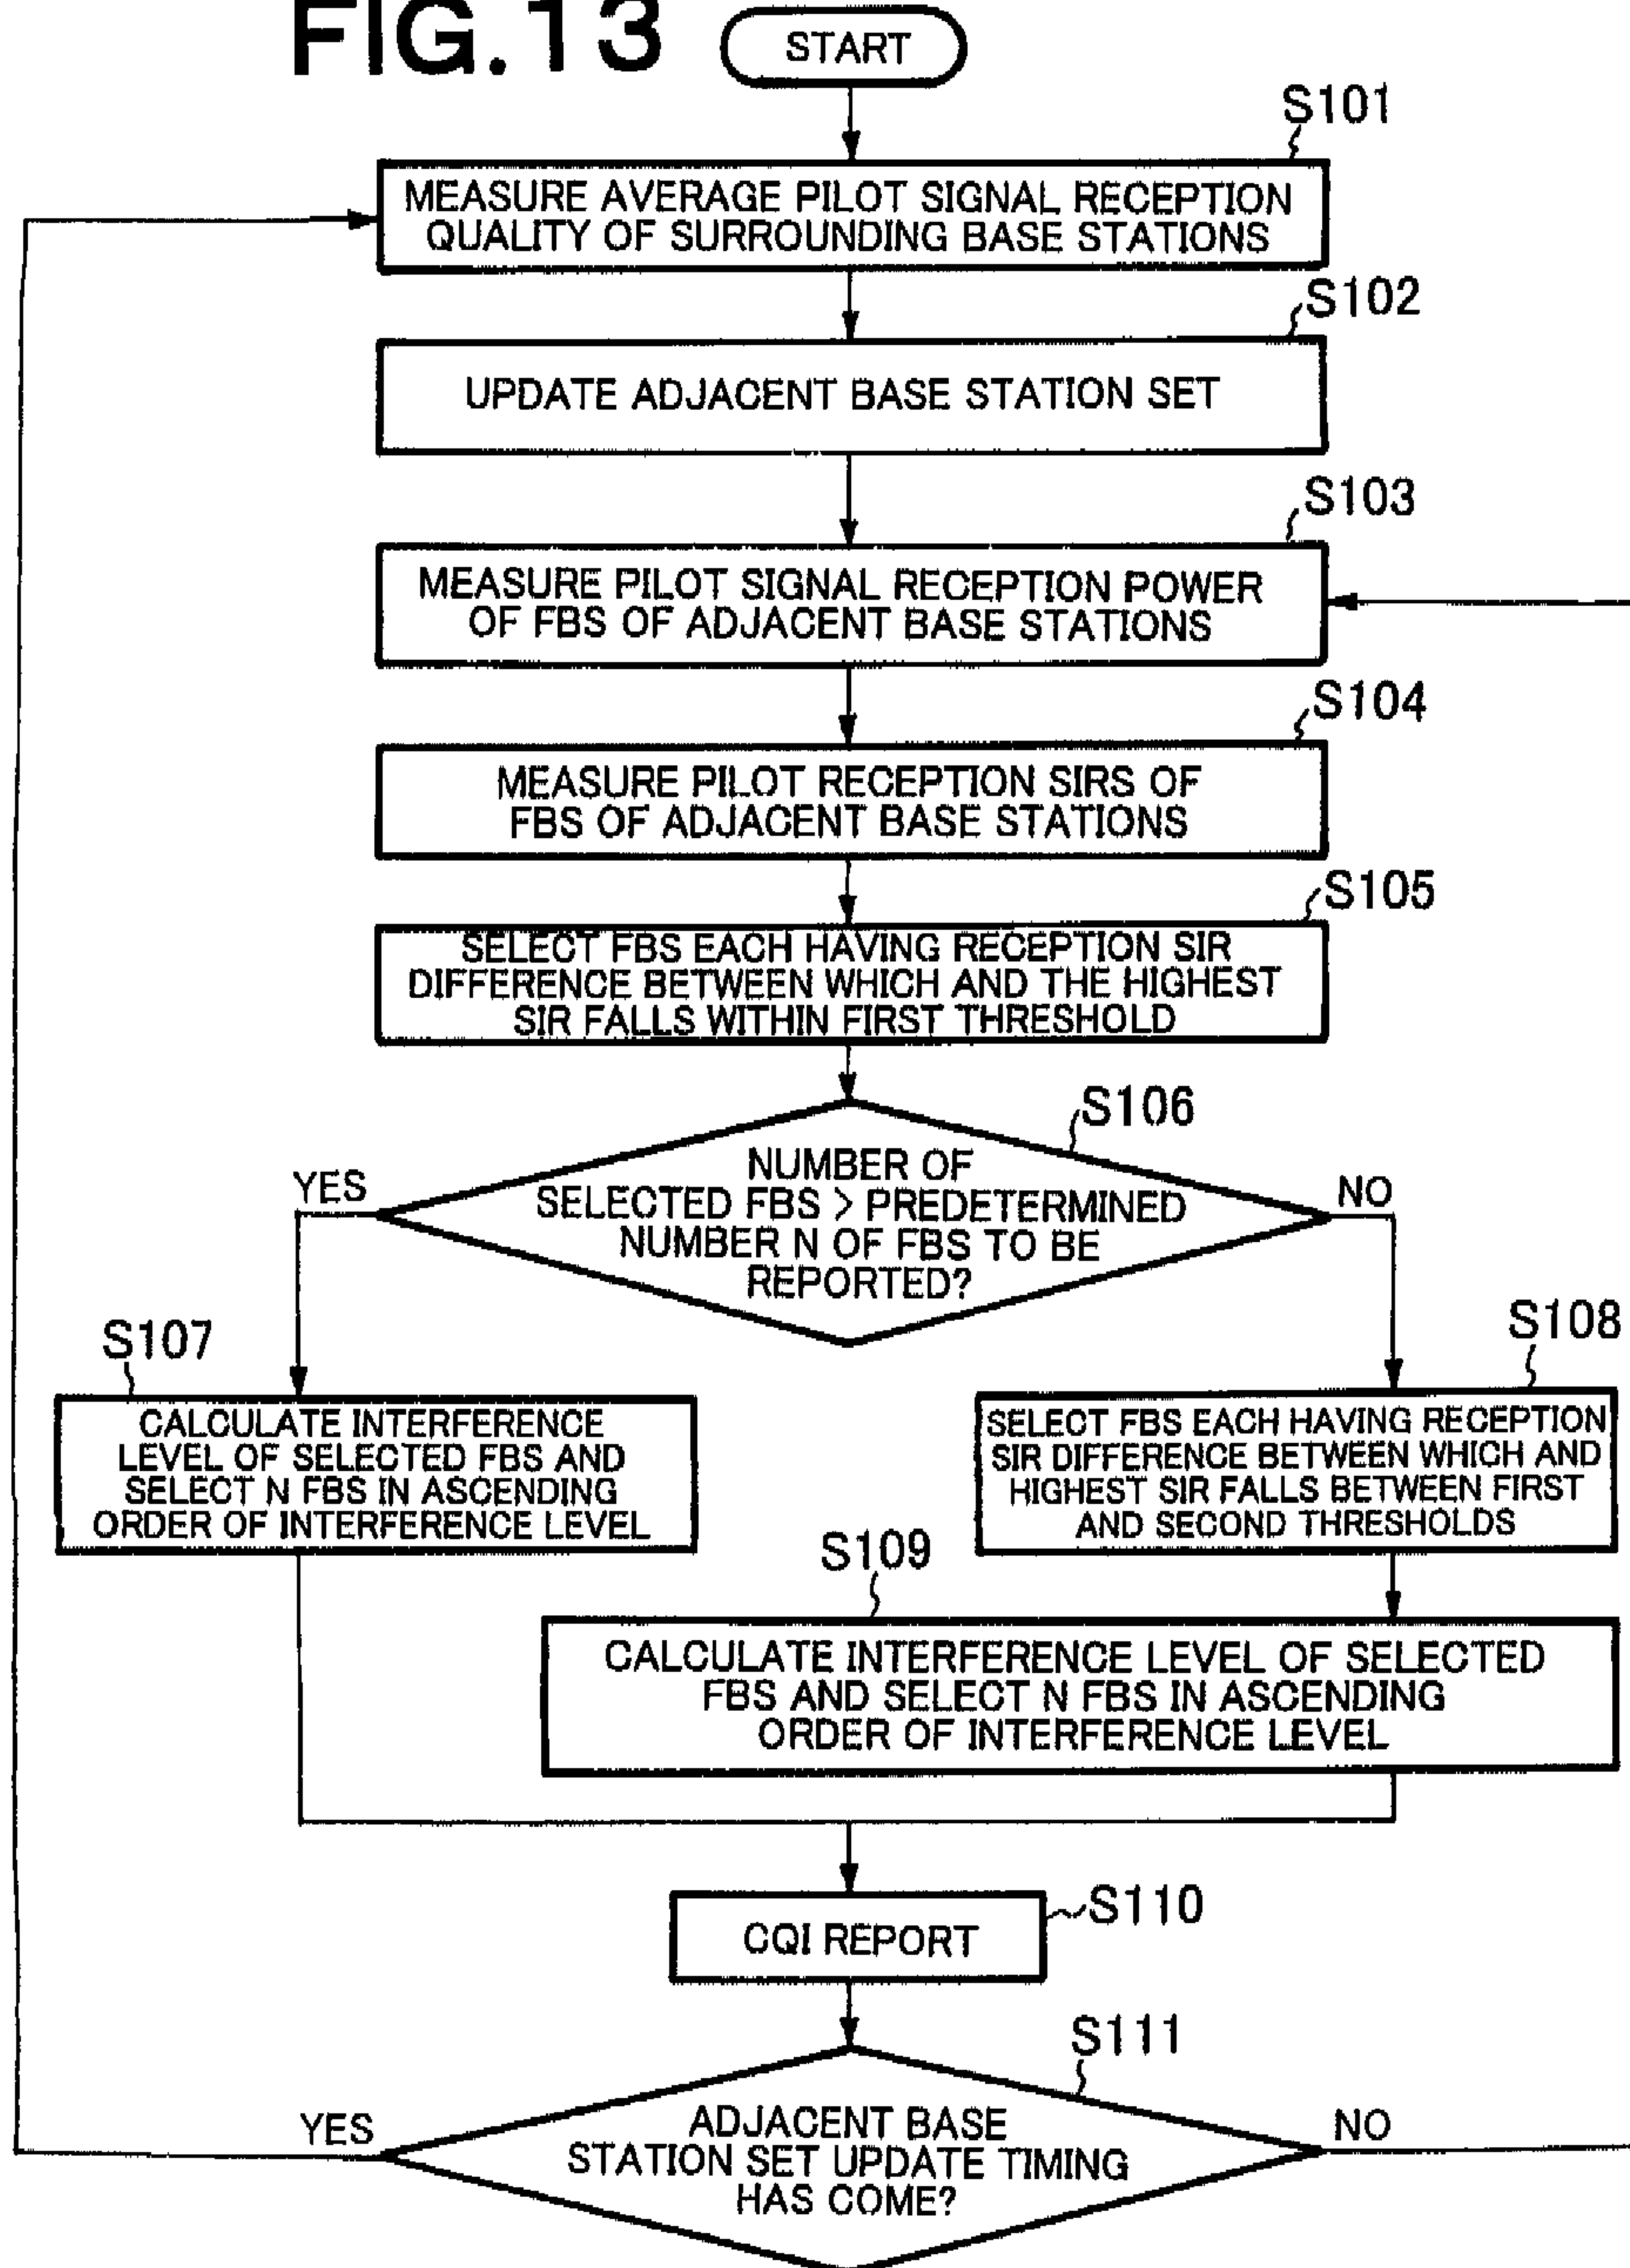 FIG.13
START
S101
MEASURE AVERAGE PILOT SIGNAL RECEPTION
QUALITY OF SURROUNDING BASE STATIONS
S102
UPDATE ADJACENT BASE STATION SET
S103
MEASURE PILOT SIGNAL RECEPTION POWER
OF FBS OF ADJACENT BASE STATIONS
S104
MEASURE PILOT RECEPTION SIRS OF
FBS OF ADJACENT BASE STATIONS
S105
SELECT FBS EACH HAVING RECEPTION SIR
DIFFERENCE BETWEEN WHICH AND THE HIGHEST
SIR FALLS WITHIN FIRST THRESHOLD
S106
NUMBER OF
SELECTED FBS > PREDETERMINED
NUMBER N OF FBS TO BE
REPORTED?
YES
NO
S107
CALCULATE INTERFERENCE
LEVEL OF SELECTED FBS AND
SELECT N FBS IN ASCENDING
ORDER OF INTERFERENCE LEVEL
S108
SELECT FBS EACH HAVING RECEPTION
SIR DIFFERENCE BETWEEN WHICH AND
HIGHEST SIR FALLS BETWEEN FIRST
AND SECOND THRESHOLDS
S109
CALCULATE INTERFERENCE LEVEL OF SELECTED
FBS AND SELECT N FBS IN ASCENDING
ORDER OF INTERFERENCE LEVEL
S110
CQI REPORT
S111
ADJACENT BASE
STATION SET UPDATE TIMING
HAS COME?
YES
NO